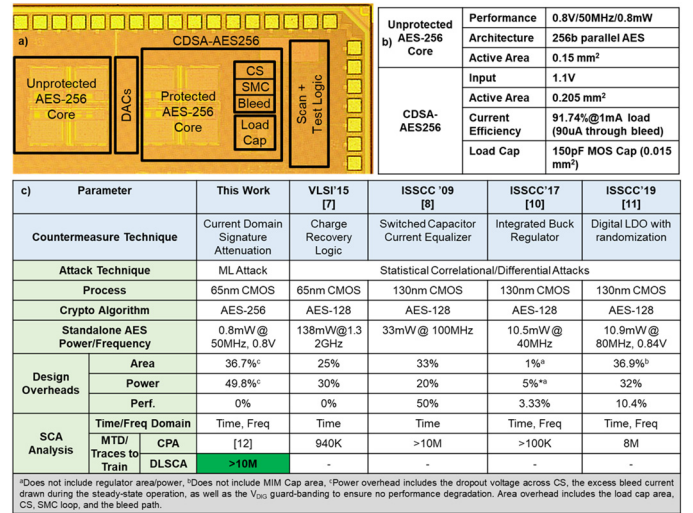 a)
CDSA-AES256
Unprotected
AES-256
Core
DACs
Protected
AES-256
Core
CS
SMC
Bleed
Load
Cap
Scan +
Test Logic
b)
Unprotected
AES-256
Core
Performance 0.8V/50MHz/0.8mW
Architecture 256b parallel AES
Active Area 0.15 mm²
CDSA-
AES256
Input 1.1V
Active Area 0.205 mm²
Current
Efficiency
91.74%@1mA load
(90uA through bleed)
Load Cap 150pF MOS Cap (0.015
mm²)
c) Parameter This Work VLSI'15
[7] ISSCC '09
[8] ISSCC'17
[10] ISSCC'19
[11]
Countermeasure Technique Current Domain
Signature
Attenuation Charge
Recovery
Logic Switched Capacitor
Current Equalizer Integrated Buck
Regulator Digital LDO with
randomization
Attack Technique ML Attack Statistical Correlational/Differential Attacks
Process 65nm CMOS 65nm CMOS 130nm CMOS 130nm CMOS 130nm CMOS
Crypto Algorithm AES-256 AES-128 AES-128 AES-128 AES-128
Standalone AES
Power/Frequency 0.8mW @
50MHz, 0.8V 138mW@1.3
2GHz 33mW @ 100MHz 10.5mW @
40MHz 10.9mW @
80MHz, 0.84V
Design
Overheads
Area 36.7%ᶜ 25% 33% 1%ᵃ 36.9%ᵇ
Power 49.8%ᶜ 30% 20% 5%*ᵃ 32%
Perf. 0% 0% 50% 3.33% 10.4%
SCA
Analysis
Time/Freq Domain Time, Freq Time Time Time, Freq Time, Freq
MTD/
Traces to
Train
CPA [12] 940K >10M >100K 8M
DLSCA >10M - - - -
ᵃDoes not include regulator area/power, ᵇDoes not include MIM Cap area, ᶜPower overhead includes the dropout voltage across CS, the excess bleed current
drawn during the steady-state operation, as well as the V_DIG guard-banding to ensure no performance degradation. Area overhead includes the load cap area,
CS, SMC loop, and the bleed path.